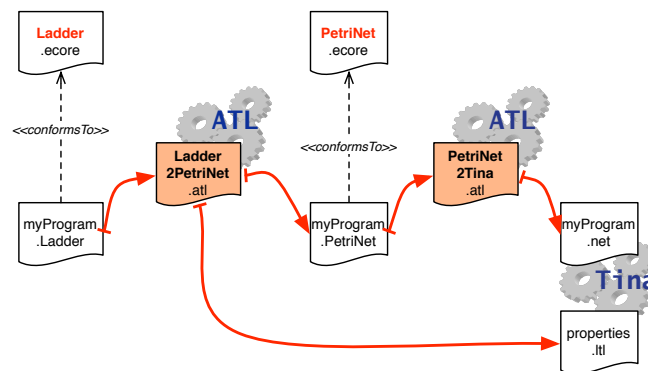 Ladder
.ecore
PetriNet
.ecore
ATL
ATL
<<conformsTo>>
<<conformsTo>>
Ladder
2PetriNet
.atl
PetriNet
2Tina
.atl
myProgram
.Ladder
myProgram
.PetriNet
myProgram
.net
Tina
properties
.ltl